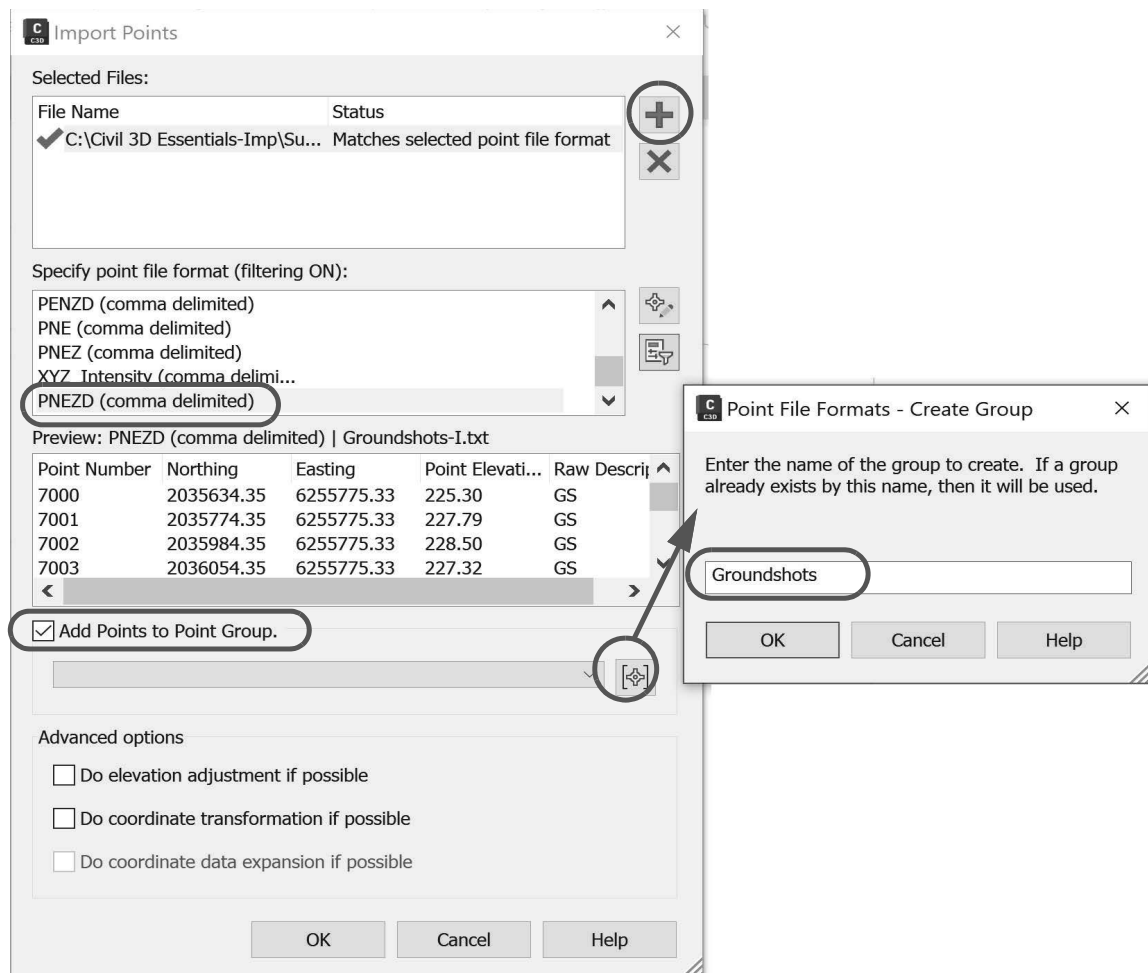 C
C3D
Import Points
Selected Files:
File Name Status
C:\Civil 3D Essentials-Imp\Su... Matches selected point file format
Specify point file format (filtering ON):
PENZD (comma delimited)
PNE (comma delimited)
PNEZ (comma delimited)
XYZ_Intensity (comma delimi...
PNEZD (comma delimited)
Preview: PNEZD (comma delimited) | Groundshots-I.txt
Point Number Northing Easting Point Elevati... Raw Descrip
7000 2035634.35 6255775.33 225.30 GS
7001 2035774.35 6255775.33 227.79 GS
7002 2035984.35 6255775.33 228.50 GS
7003 2036054.35 6255775.33 227.32 GS
Add Points to Point Group.
Advanced options
Do elevation adjustment if possible
Do coordinate transformation if possible
Do coordinate data expansion if possible
OK Cancel Help
C
C3D
Point File Formats - Create Group
Enter the name of the group to create. If a group
already exists by this name, then it will be used.
Groundshots
OK Cancel Help